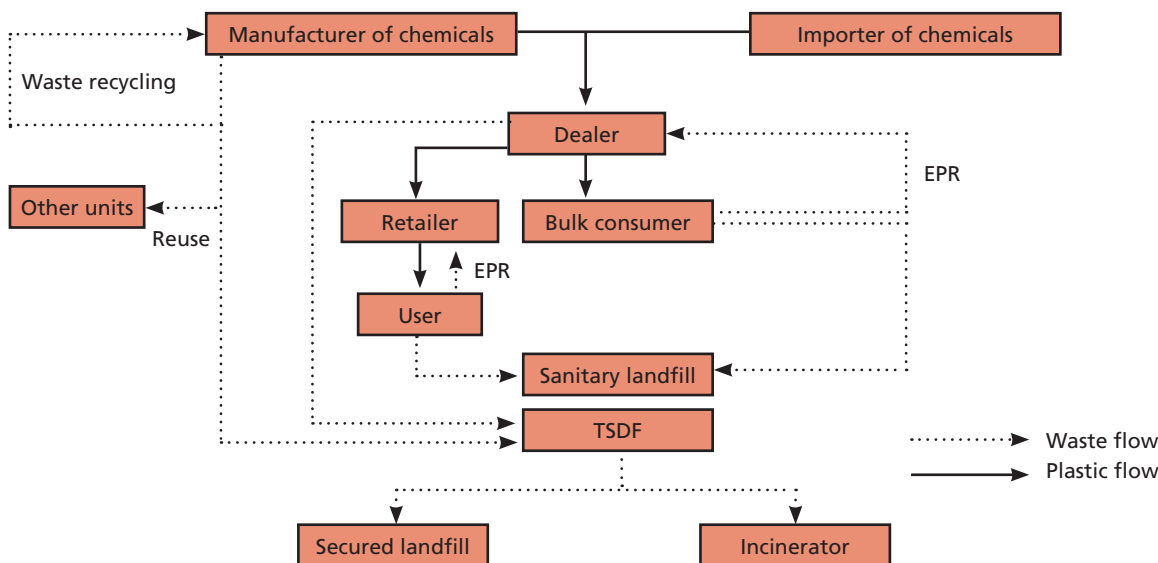 Manufacturer of chemicals
Importer of chemicals
Waste recycling
Dealer
EPR
Other units
Retailer
Bulk consumer
Reuse
EPR
User
Sanitary landfill
TSDF
Waste flow
Plastic flow
Secured landfill
Incinerator